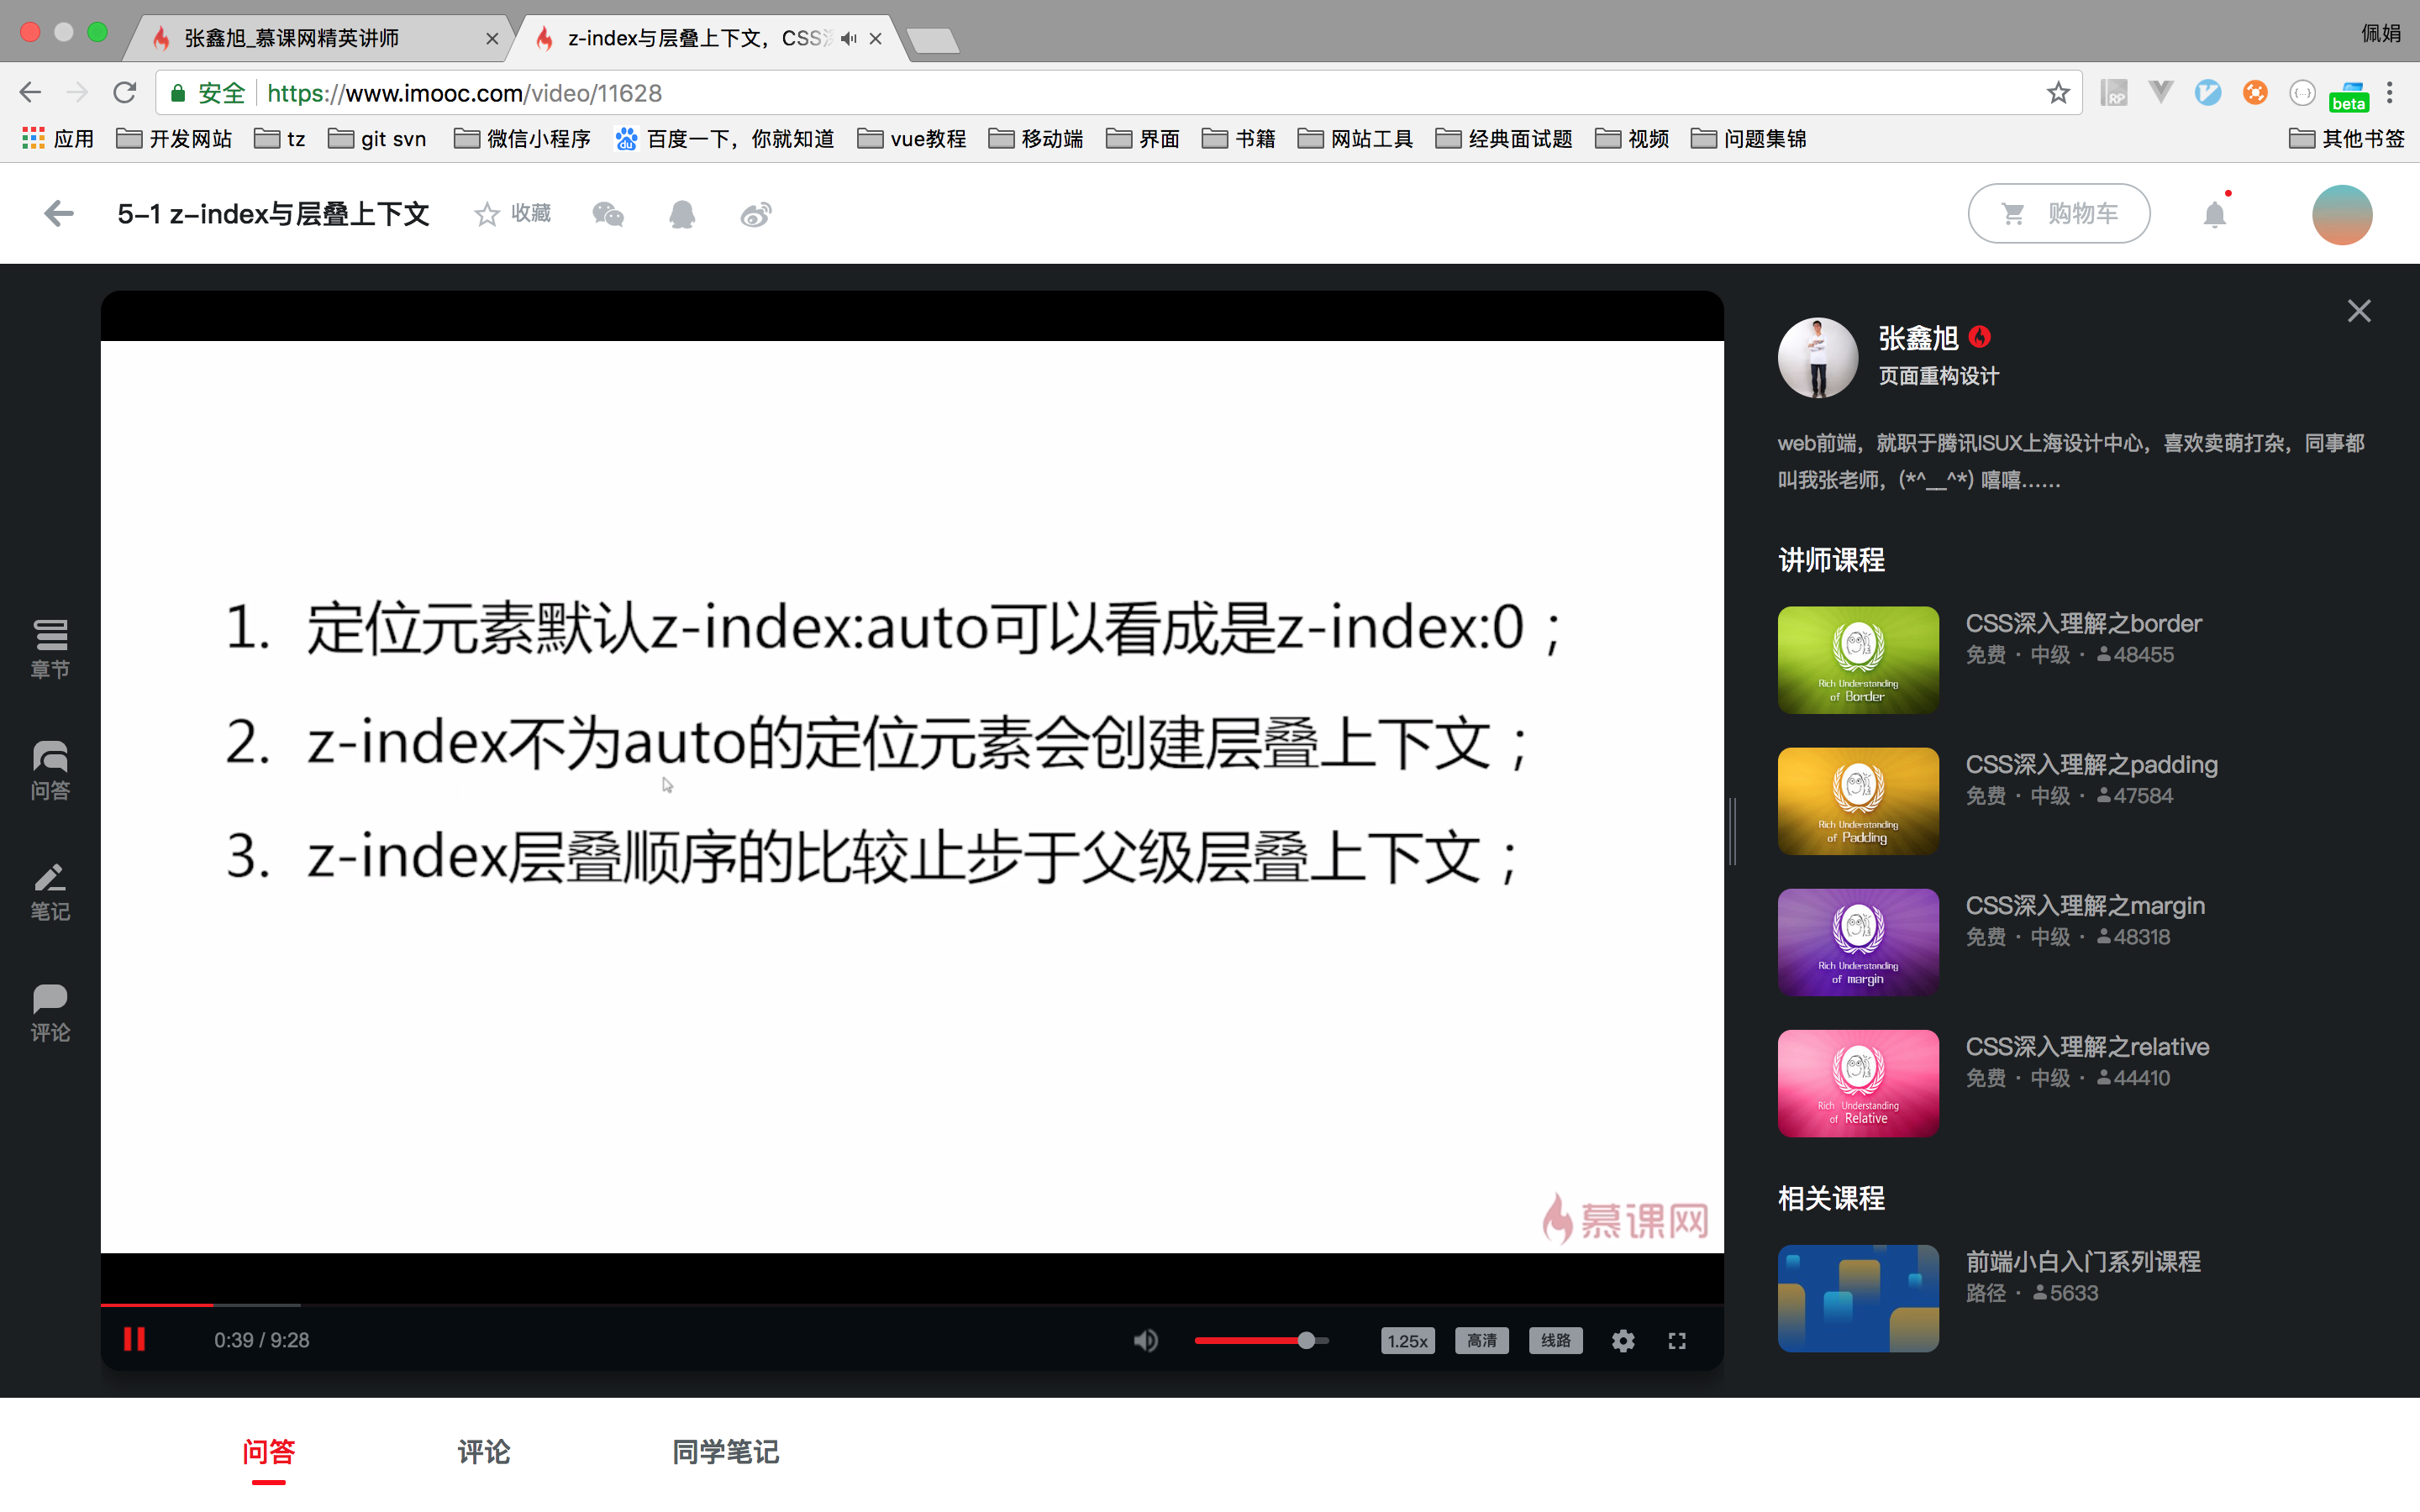 张鑫旭_慕课网精英讲师
z-index与层叠上下文，CSS
佩娟
安全 https://www.imooc.com/video/11628
RP
{...}
beta
应用 开发网站 tz git svn 微信小程序 百度一下，你就知道 vue教程 移动端 界面 书籍 网站工具 经典面试题 视频 问题集锦 其他书签
5-1 z-index与层叠上下文 收藏 购物车
章节
问答
笔记
评论
1. 定位元素默认z-index:auto可以看成是z-index:0；
2. z-index不为auto的定位元素会创建层叠上下文；
3. z-index层叠顺序的比较止步于父级层叠上下文；
慕课网
0:39 / 9:28
1.25x 高清 线路
张鑫旭
页面重构设计
web前端，就职于腾讯ISUX上海设计中心，喜欢卖萌打杂，同事都
叫我张老师，(*^__^*) 嘻嘻……
讲师课程
Rich Understanding
of Border
CSS深入理解之border
免费 · 中级 · 48455
Rich Understanding
of Padding
CSS深入理解之padding
免费 · 中级 · 47584
Rich Understanding
of margin
CSS深入理解之margin
免费 · 中级 · 48318
Rich Understanding
of Relative
CSS深入理解之relative
免费 · 中级 · 44410
相关课程
前端小白入门系列课程
路径 · 5633
问答 评论 同学笔记